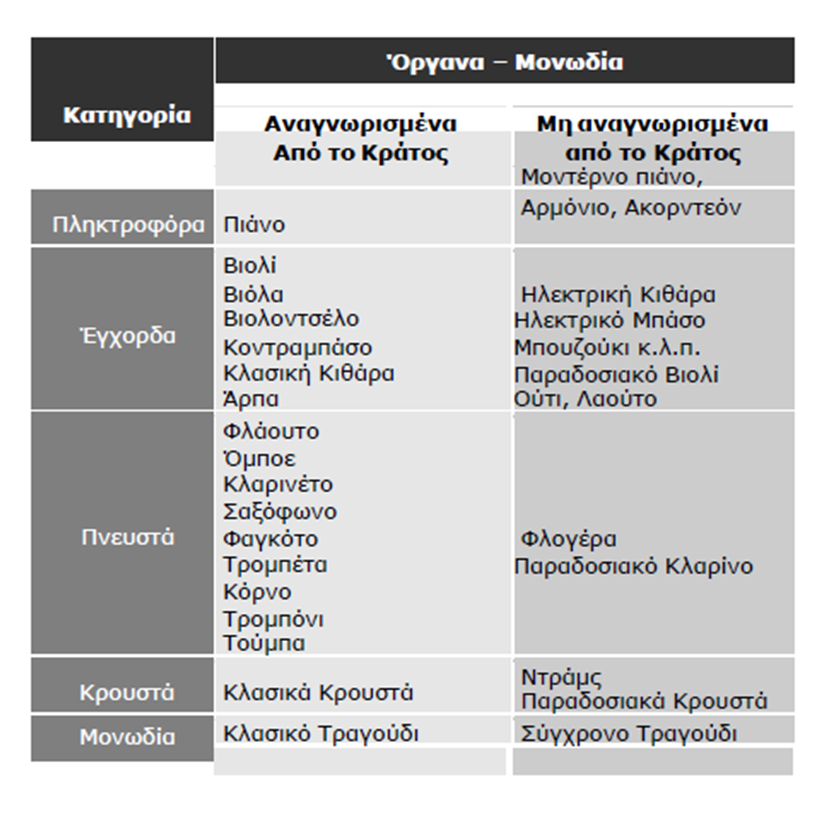 Όργανα – Μονωδία
Κατηγορία
Αναγνωρισμένα
Από το Κράτος
Μη αναγνωρισμένα
από το Κράτος
Πληκτροφόρα
Πιάνο
Μοντέρνο πιάνο,
Αρμόνιο, Ακορντεόν
Έγχορδα
Βιολί
Βιόλα
Βιολοντσέλο
Κοντραμπάσο
Κλασική Κιθάρα
Άρπα
Ηλεκτρική Κιθάρα
Ηλεκτρικό Μπάσο
Μπουζούκι κ.λ.π.
Παραδοσιακό Βιολί
Ούτι, Λαούτο
Πνευστά
Φλάουτο
Όμποε
Κλαρινέτο
Σαξόφωνο
Φαγκότο
Τρομπέτα
Κόρνο
Τρομπόνι
Τούμπα
Φλογέρα
Παραδοσιακό Κλαρίνο
Κρουστά
Κλασικά Κρουστά
Ντράμς
Παραδοσιακά Κρουστά
Μονωδία
Κλασικό Τραγούδι
Σύγχρονο Τραγούδι